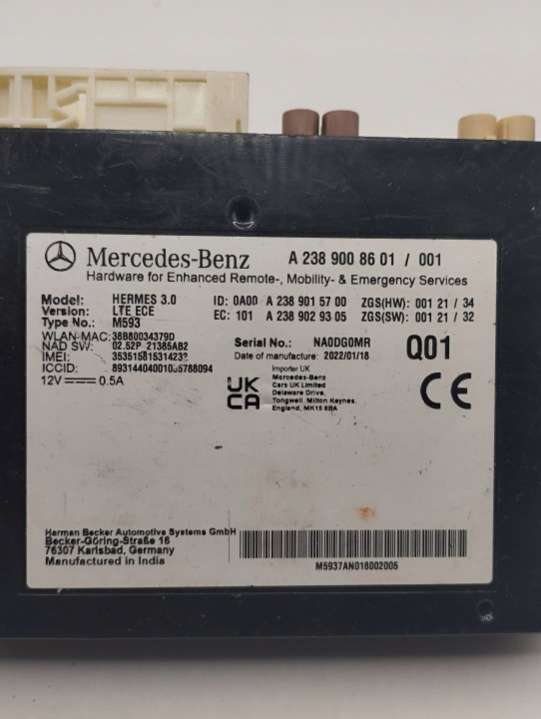 Mercedes-Benz A 238 900 86 01 / 001
Hardware for Enhanced Remote-, Mobility- & Emergency Services
Model: HERMES 3.0 ID: 0A00 A 238 901 57 00 ZGS(HW): 001 21 / 34
Version: LTE ECE EC: 101 A 238 902 93 05 ZGS(SW): 001 21 / 32
Type No.: M593
WLAN-MAC: 38B80034379D Serial No.: NA0DG0MR Q01
NAD SW: 02.52P_21385AB2 Date of manufacture: 2022/01/18
IMEI:
ICCID:
12V 0.5A
Importer UK
Mercedes-Benz
Cars UK Limited
Delaware Drive,
Tongwell, Milton Keynes,
England, MK15 8BA
UK
CA
CE
Harman Becker Automotive Systems GmbH
Becker-Göring-Straße 16
76307 Karlsbad, Germany
Manufactured in India
M5937AN018002005